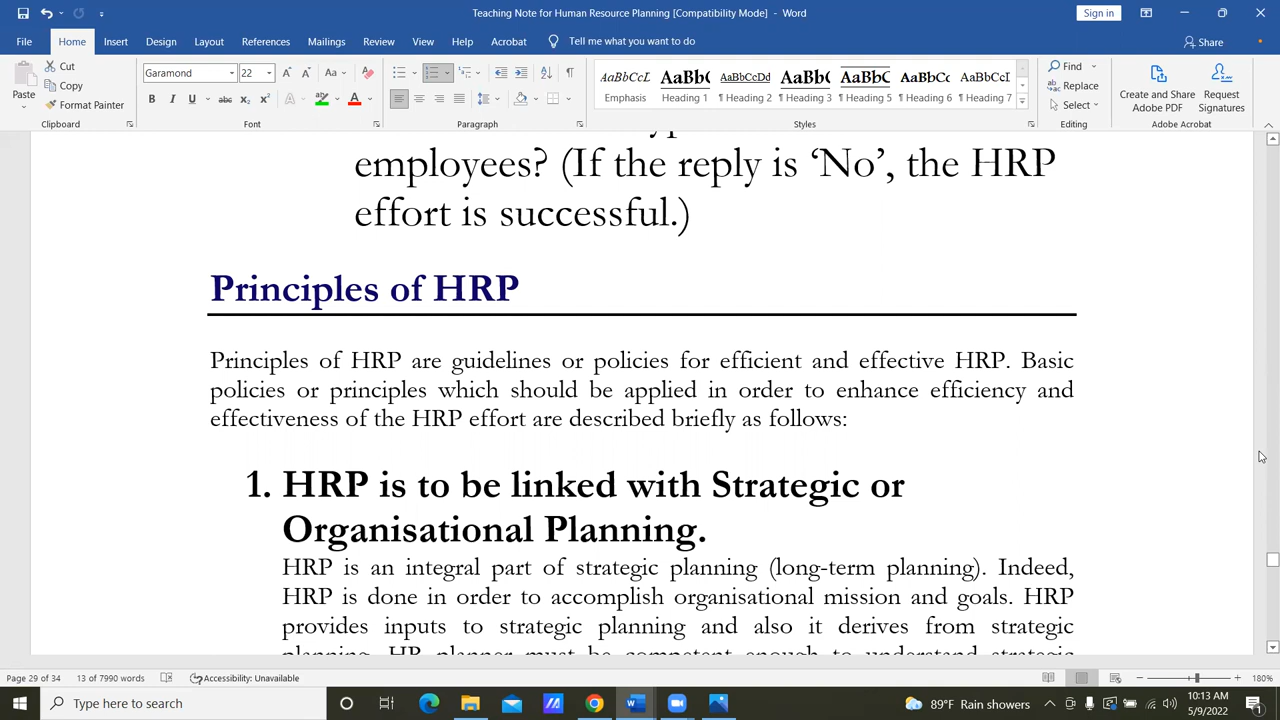 Teaching Note for Human Resource Planning [Compatibility Mode] - Word
Sign in
File Home Insert Design Layout References Mailings Review View Help Acrobat Tell me what you want to do Share
Paste
Cut
Copy
Format Painter
Garamond 22
AaBbCcL AaBb( AaBbCcDd AaBb( AaBbC AaBbCc AaBbCcI
Emphasis Heading 1 ¶ Heading 2 ¶ Heading 3 ¶ Heading 5 ¶ Heading 6 ¶ Heading 7
Find
Replace
Select
Create and Share Adobe PDF
Request Signatures
Clipboard Font Paragraph Styles Editing Adobe Acrobat
employees? (If the reply is ‘No’, the HRP
effort is successful.)
Principles of HRP
Principles of HRP are guidelines or policies for efficient and effective HRP. Basic
policies or principles which should be applied in order to enhance efficiency and
effectiveness of the HRP effort are described briefly as follows:
1. HRP is to be linked with Strategic or
Organisational Planning.
HRP is an integral part of strategic planning (long-term planning). Indeed,
HRP is done in order to accomplish organisational mission and goals. HRP
provides inputs to strategic planning and also it derives from strategic
planning. HR planner must be competent enough to understand strategic
Page 29 of 34 13 of 7990 words Accessibility: Unavailable 180%
Type here to search
89°F Rain showers
10:13 AM
5/9/2022